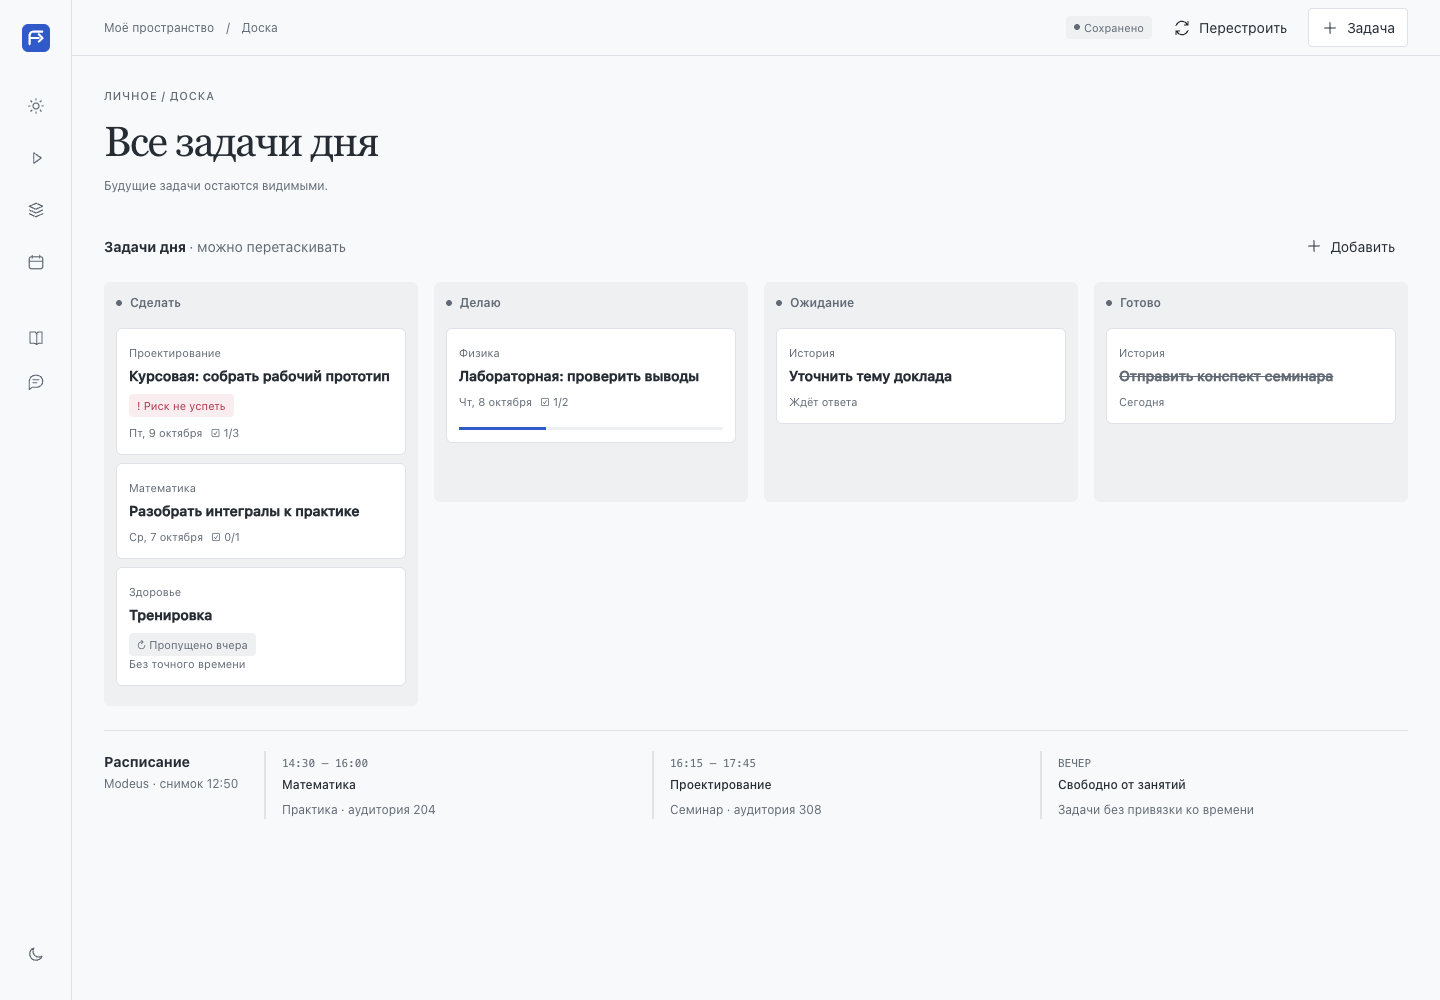 Моё пространство / Доска
Сохранено
Перестроить
Задача
ЛИЧНОЕ / ДОСКА
Все задачи дня
Будущие задачи остаются видимыми.
Задачи дня · можно перетаскивать
Добавить
Сделать
Проектирование
Курсовая: собрать рабочий прототип
! Риск не успеть
Пт, 9 октября ☑ 1/3
Математика
Разобрать интегралы к практике
Ср, 7 октября ☑ 0/1
Здоровье
Тренировка
↻ Пропущено вчера
Без точного времени
Делаю
Физика
Лабораторная: проверить выводы
Чт, 8 октября ☑ 1/2
Ожидание
История
Уточнить тему доклада
Ждёт ответа
Готово
История
Отправить конспект семинара
Сегодня
Расписание
Modeus · снимок 12:50
14:30 — 16:00
Математика
Практика · аудитория 204
16:15 — 17:45
Проектирование
Семинар · аудитория 308
ВЕЧЕР
Свободно от занятий
Задачи без привязки ко времени